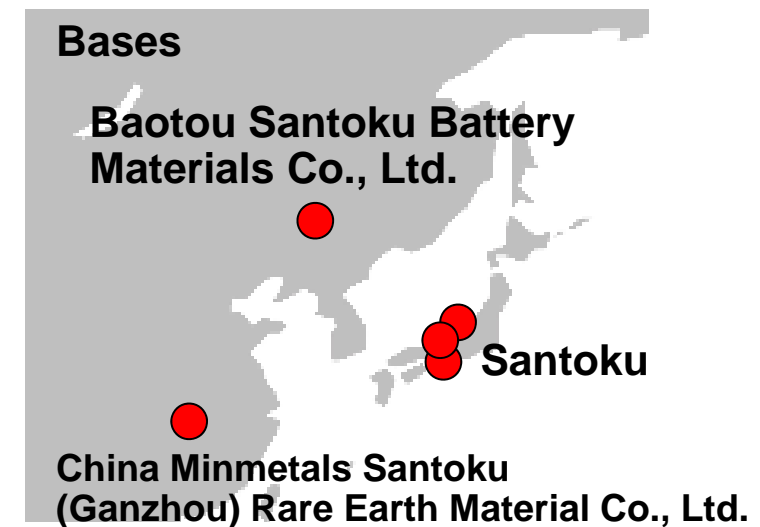 Bases
Baotou Santoku Battery
Materials Co., Ltd.
Santoku
China Minmetals Santoku
(Ganzhou) Rare Earth Material Co., Ltd.